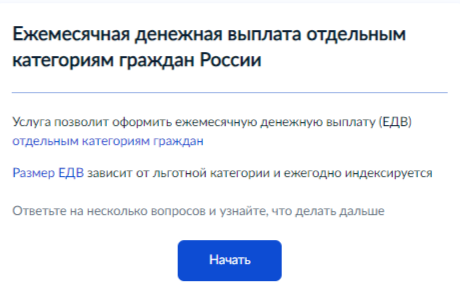 Ежемесячная денежная выплата отдельным
категориям граждан России
Услуга позволит оформить ежемесячную денежную выплату (ЕДВ)
отдельным категориям граждан
Размер ЕДВ зависит от льготной категории и ежегодно индексируется
Ответьте на несколько вопросов и узнайте, что делать дальше
Начать